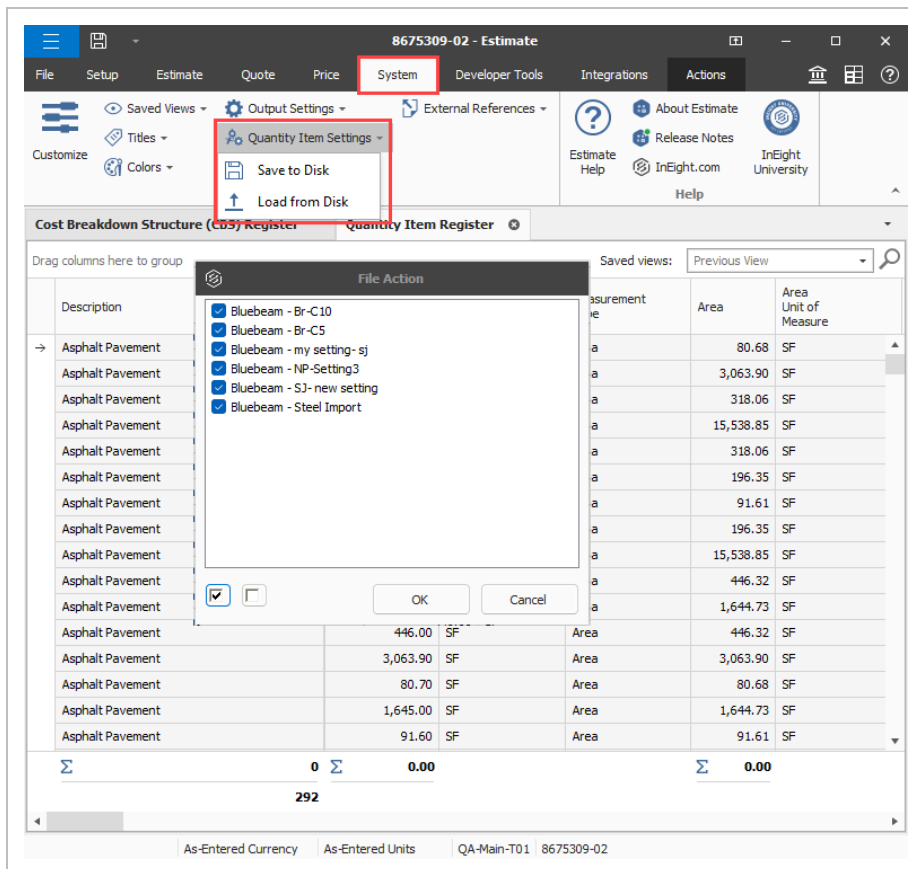 8675309-02 - Estimate
File Setup Estimate Quote Price System Developer Tools Integrations Actions
Customize
Saved Views
Titles
Colors
Output Settings
Quantity Item Settings
Save to Disk
Load from Disk
External References
Estimate Help
About Estimate
Release Notes
InEight.com
InEight University
Help
Cost Breakdown Structure (CBS) Register
Quantity Item Register
Drag columns here to group
Saved views: Previous View
Description
Area
Area Unit of Measure
File Action
Bluebeam - Br-C10
Bluebeam - Br-C5
Bluebeam - my setting- sj
Bluebeam - NP-Setting3
Bluebeam - SJ- new setting
Bluebeam - Steel Import
OK Cancel
Asphalt Pavement 80.68 SF
Asphalt Pavement 3,063.90 SF
Asphalt Pavement 318.06 SF
Asphalt Pavement 15,538.85 SF
Asphalt Pavement 318.06 SF
Asphalt Pavement 196.35 SF
Asphalt Pavement 91.61 SF
Asphalt Pavement 196.35 SF
Asphalt Pavement 15,538.85 SF
Asphalt Pavement 446.32 SF
Asphalt Pavement 1,644.73 SF
Asphalt Pavement 446.00 SF Area 446.32 SF
Asphalt Pavement 3,063.90 SF Area 3,063.90 SF
Asphalt Pavement 80.70 SF Area 80.68 SF
Asphalt Pavement 1,645.00 SF Area 1,644.73 SF
Asphalt Pavement 91.60 SF Area 91.61 SF
Σ 0 Σ 0.00 Σ 0.00
292
As-Entered Currency As-Entered Units QA-Main-T01 8675309-02